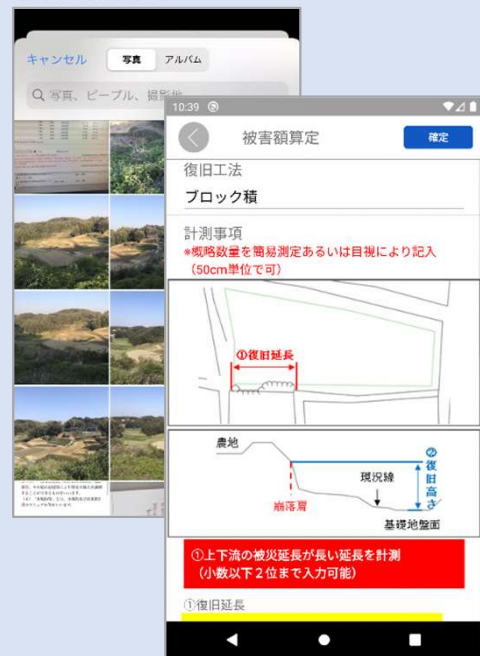 キャンセル
写真
アルバム
写真、ピープル、撮影地
10:39
被害額算定
確定
復旧工法
ブロック積
計測事項
※概略数量を簡易測定あるいは目視により記入
(50cm単位で可)
①復旧延長
農地
崩落肩
現況線
②復旧高さ
基礎地盤面
①上下流の被災延長が長い延長を計測
(小数以下2位まで入力可能)
①復旧延長